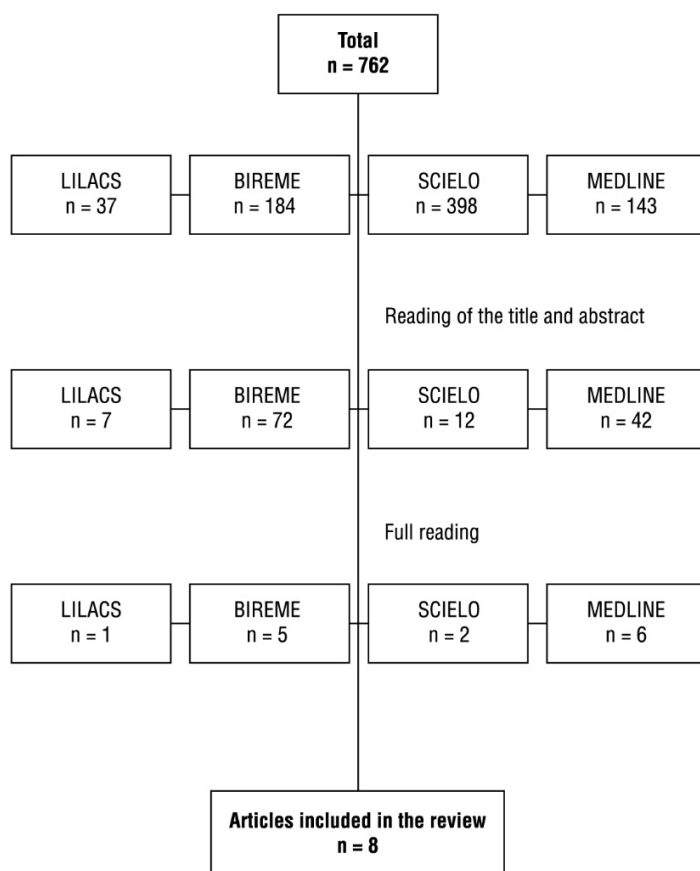 Total
n = 762
LILACS
n = 37
BIREME
n = 184
SCIELO
n = 398
MEDLINE
n = 143
Reading of the title and abstract
LILACS
n = 7
BIREME
n = 72
SCIELO
n = 12
MEDLINE
n = 42
Full reading
LILACS
n = 1
BIREME
n = 5
SCIELO
n = 2
MEDLINE
n = 6
Articles included in the review
n = 8